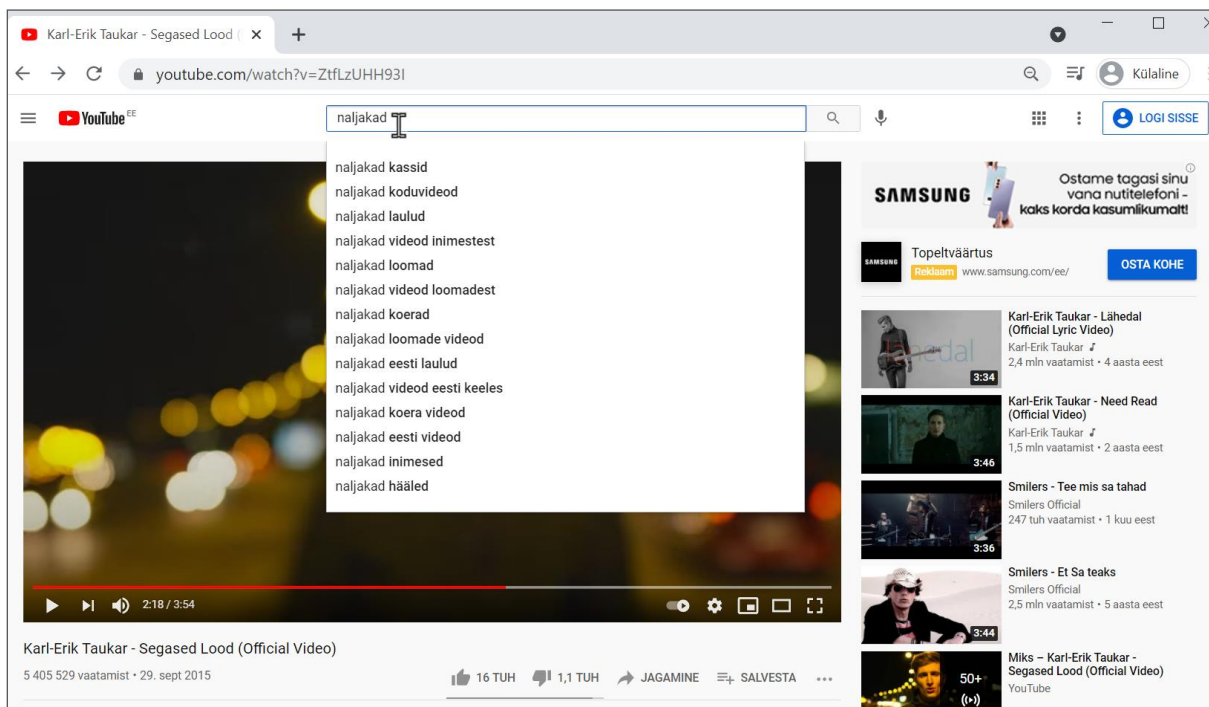 Karl-Erik Taukar - Segased Lood (
youtube.com/watch?v=ZtfLzUHH93I
Külaline
YouTube EE
naljakad
LOGI SISSE
naljakad kassid
naljakad koduvideod
naljakad laulud
naljakad videod inimestest
naljakad loomad
naljakad videod loomadest
naljakad koerad
naljakad loomade videod
naljakad eesti laulud
naljakad videod eesti keeles
naljakad koera videod
naljakad eesti videod
naljakad inimesed
naljakad hääled
2:18 / 3:54
Karl-Erik Taukar - Segased Lood (Official Video)
5 405 529 vaatamist • 29. sept 2015
16 TUH
1,1 TUH
JAGAMINE
SALVESTA
SAMSUNG
Ostame tagasi sinu
vana nutitelefoni -
kaks korda kasumlikumalt!
SAMSUNG
Topeltväärtus
Reklaam www.samsung.com/ee/
OSTA KOHE
3:34
Karl-Erik Taukar - Lähedal
(Official Lyric Video)
Karl-Erik Taukar
2,4 mln vaatamist • 4 aasta eest
3:46
Karl-Erik Taukar - Need Read
(Official Video)
Karl-Erik Taukar
1,5 mln vaatamist • 2 aasta eest
3:36
Smilers - Tee mis sa tahad
Smilers Official
247 tuh vaatamist • 1 kuu eest
3:44
Smilers - Et Sa teaks
Smilers Official
2,5 mln vaatamist • 5 aasta eest
50+
Miks – Karl-Erik Taukar -
Segased Lood (Official Video)
YouTube